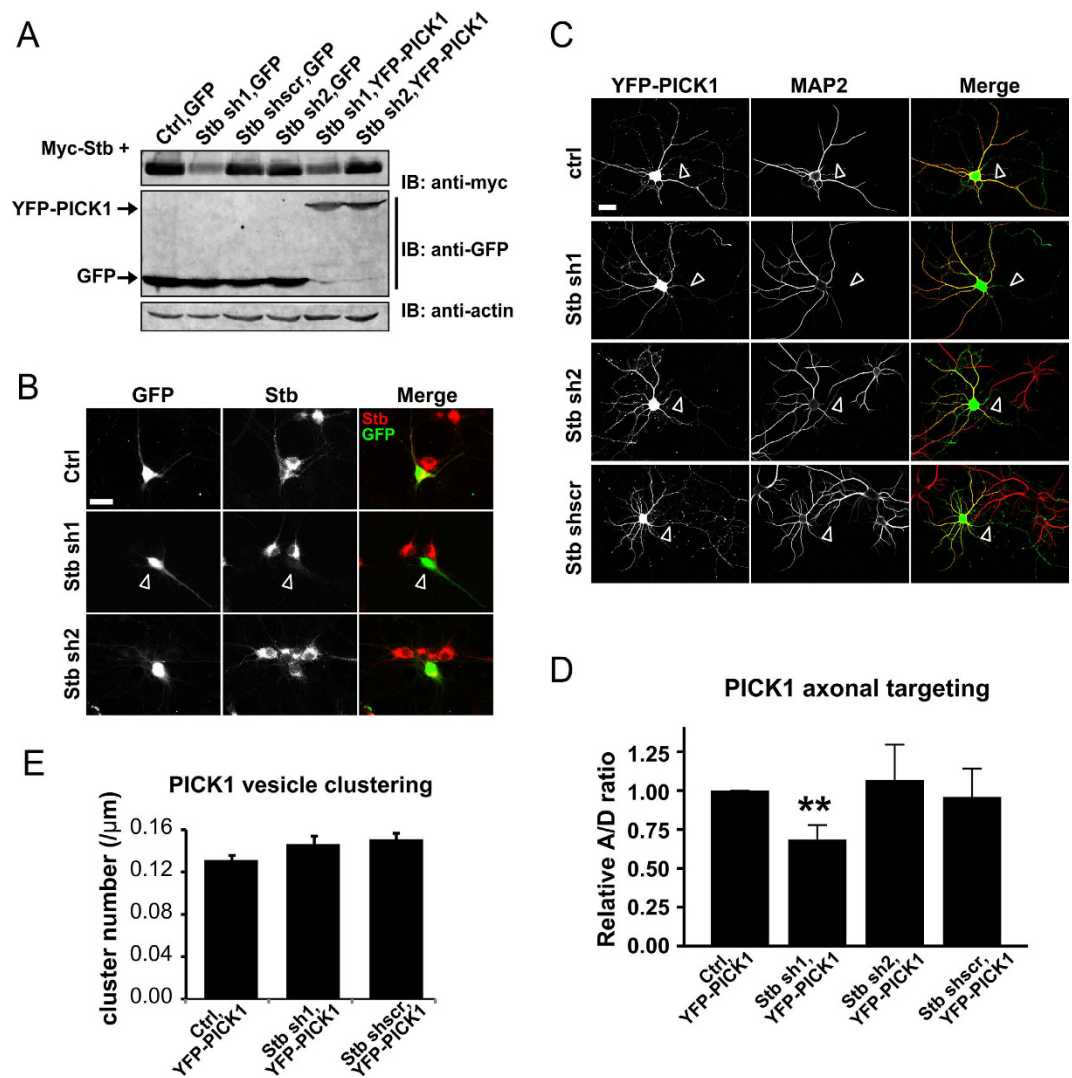 A
Ctrl,GFP
Stb sh1,GFP
Stb shscr,GFP
Stb sh2,GFP
Stb sh1,YFP-PICK1
Stb sh2,YFP-PICK1
Myc-Stb +
IB: anti-myc
YFP-PICK1
IB: anti-GFP
GFP
IB: anti-actin
B
GFP
Stb
Merge
Stb
GFP
Ctrl
Stb sh1
Stb sh2
C
YFP-PICK1
MAP2
Merge
ctrl
Stb sh1
Stb sh2
Stb shscr
D
PICK1 axonal targeting
Relative A/D ratio
1.25
1.00
0.75
0.50
0.25
0.00
**
Ctrl,
YFP-PICK1
Stb sh1,
YFP-PICK1
Stb sh2,
YFP-PICK1
Stb shscr,
YFP-PICK1
E
PICK1 vesicle clustering
cluster number (/μm)
0.16
0.12
0.08
0.04
0.00
Ctrl,
YFP-PICK1
Stb sh1,
YFP-PICK1
Stb shscr,
YFP-PICK1